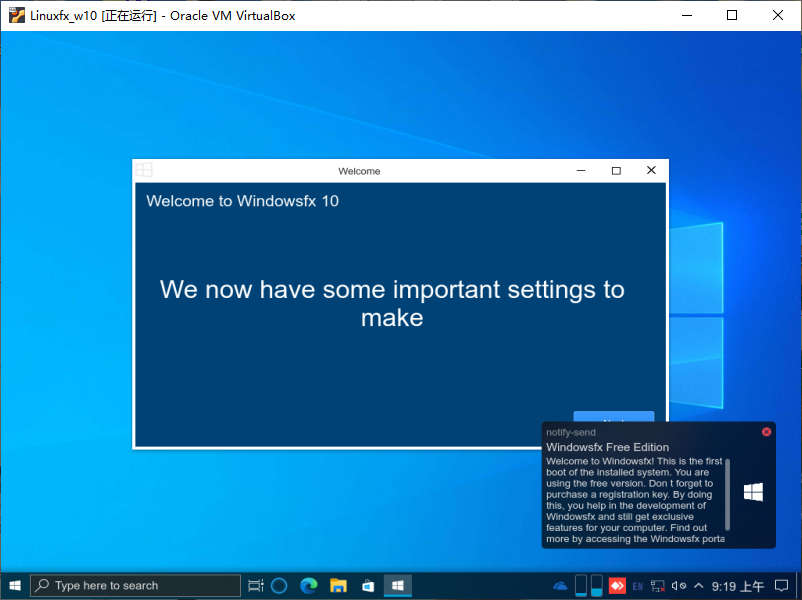 Linuxfx_w10 [正在运行] - Oracle VM VirtualBox
Welcome
Welcome to Windowsfx 10
We now have some important settings to
make
notify-send
Windowsfx Free Edition
Welcome to Windowsfx! This is the first
boot of the installed system. You are
using the free version. Don t forget to
purchase a registration key. By doing
this, you help in the development of
Windowsfx and still get exclusive
features for your computer. Find out
more by accessing the Windowsfx porta
Type here to search
EN
9:19 上午